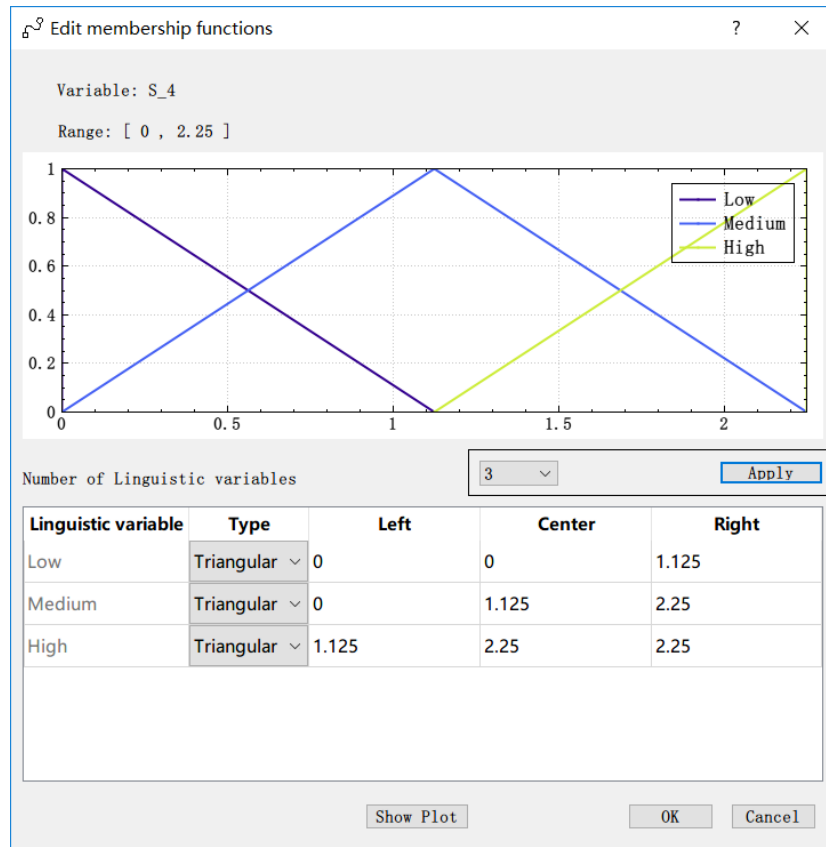 Edit membership functions ?
Variable: S_4
Range: [ 0 , 2.25 ]
1
0.8
0.6
0.4
0.2
0
0 0.5 1 1.5 2
Low
Medium
High
Number of Linguistic variables 3 Apply
Linguistic variable Type Left Center Right
Low Triangular 0 0 1.125
Medium Triangular 0 1.125 2.25
High Triangular 1.125 2.25 2.25
Show Plot OK Cancel